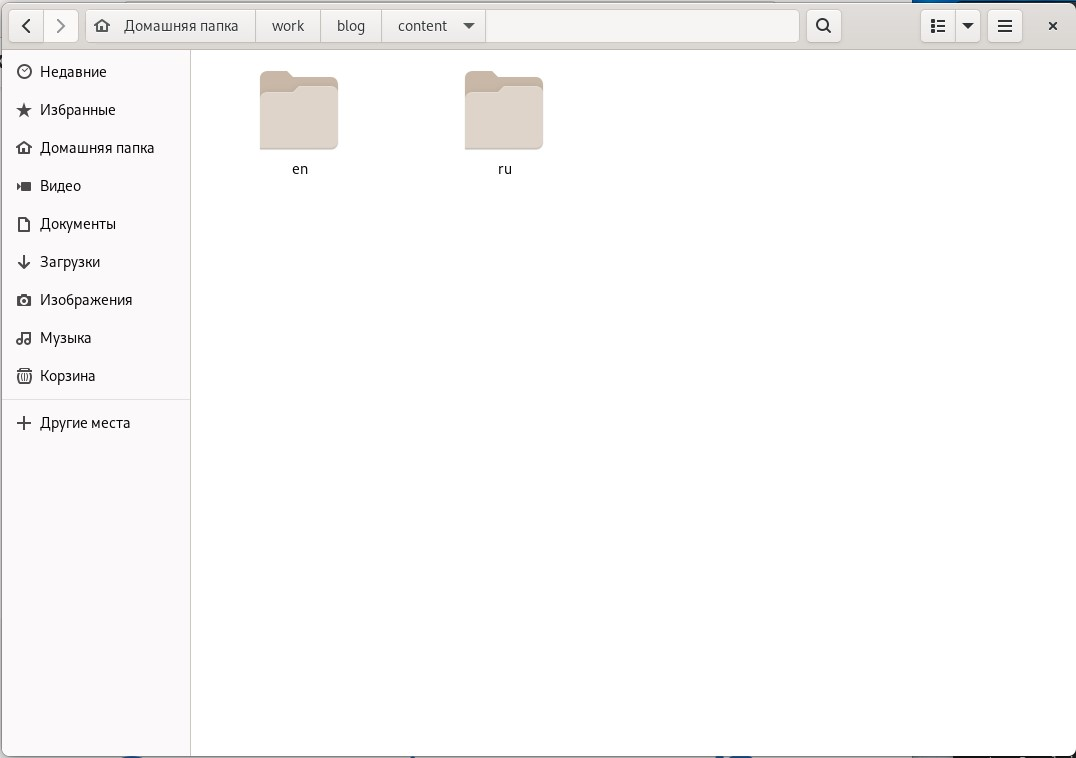 Домашняя папка work blog content
Недавние
Избранные
Домашняя папка
Видео
Документы
Загрузки
Изображения
Музыка
Корзина
Другие места
en ru